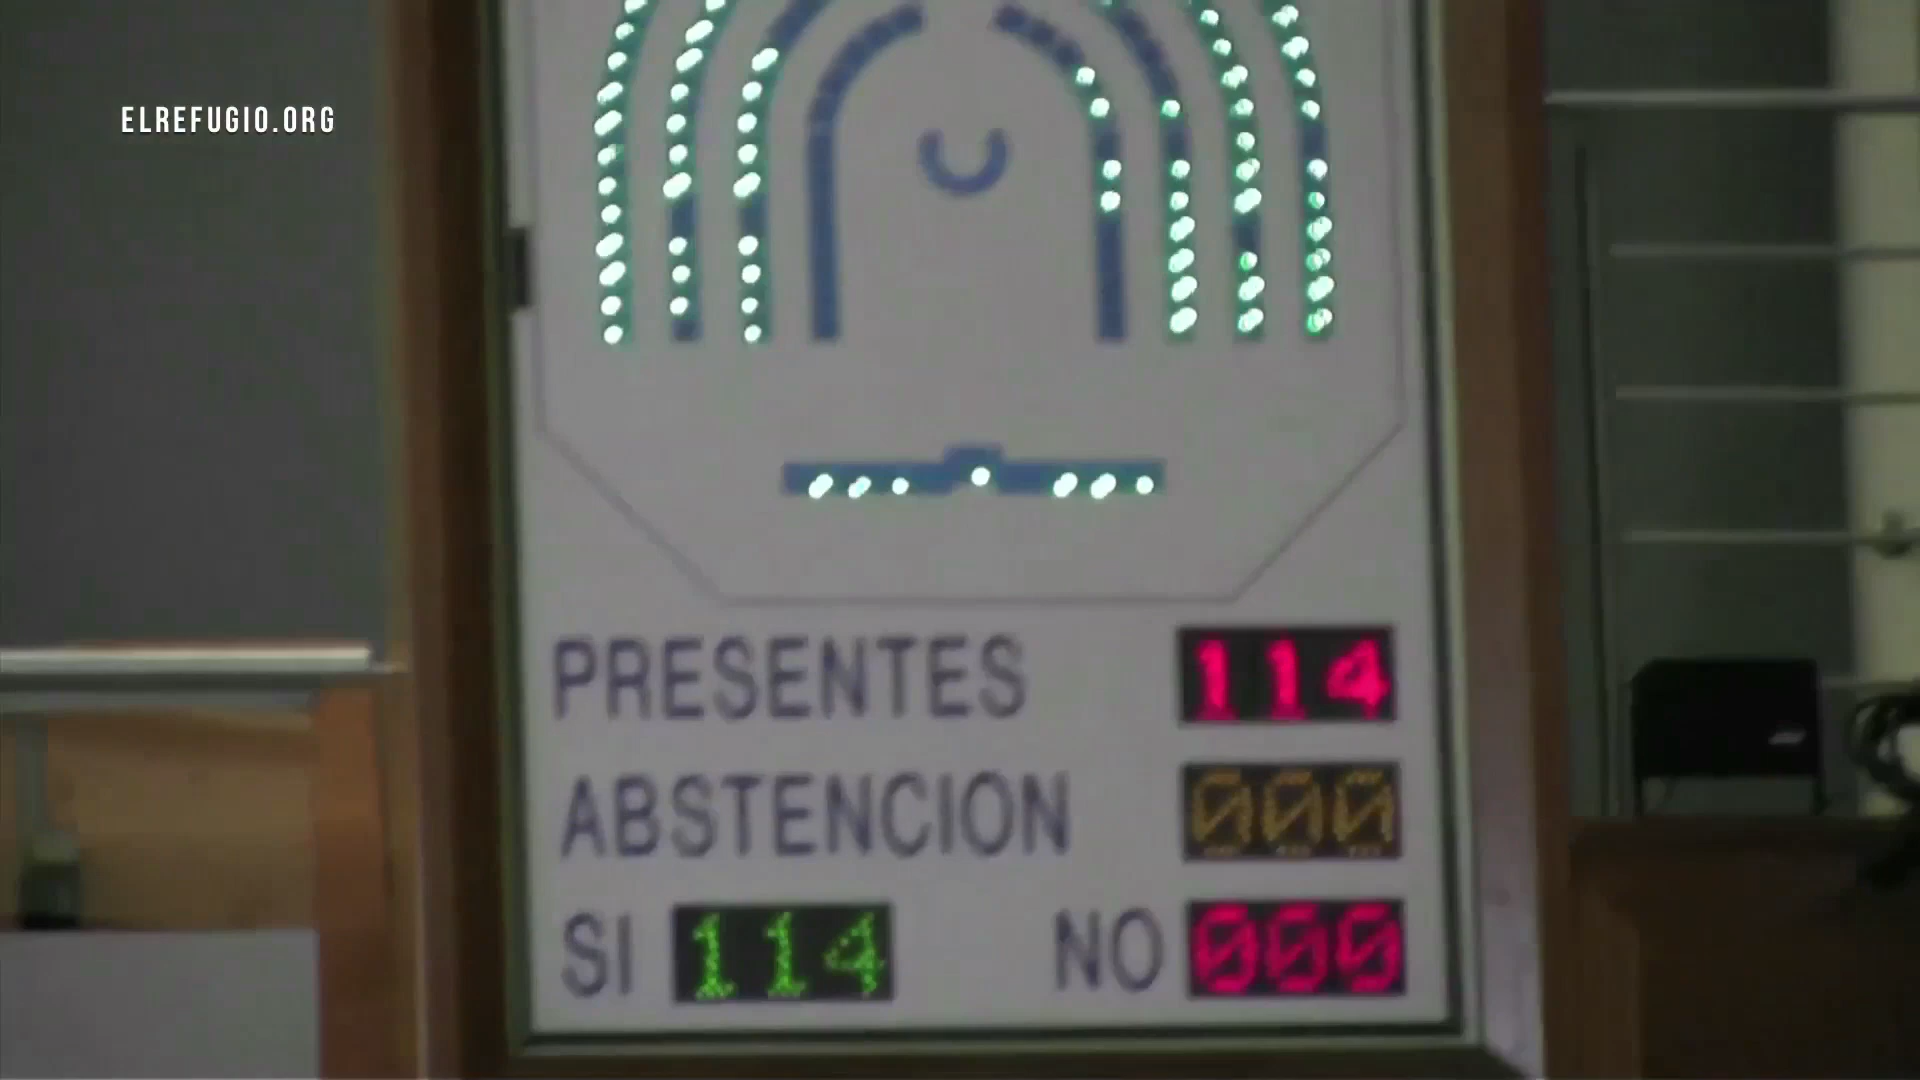 ELREFUGIO.ORG
PRESENTES 114
ABSTENCION 000
SI 114 NO 000